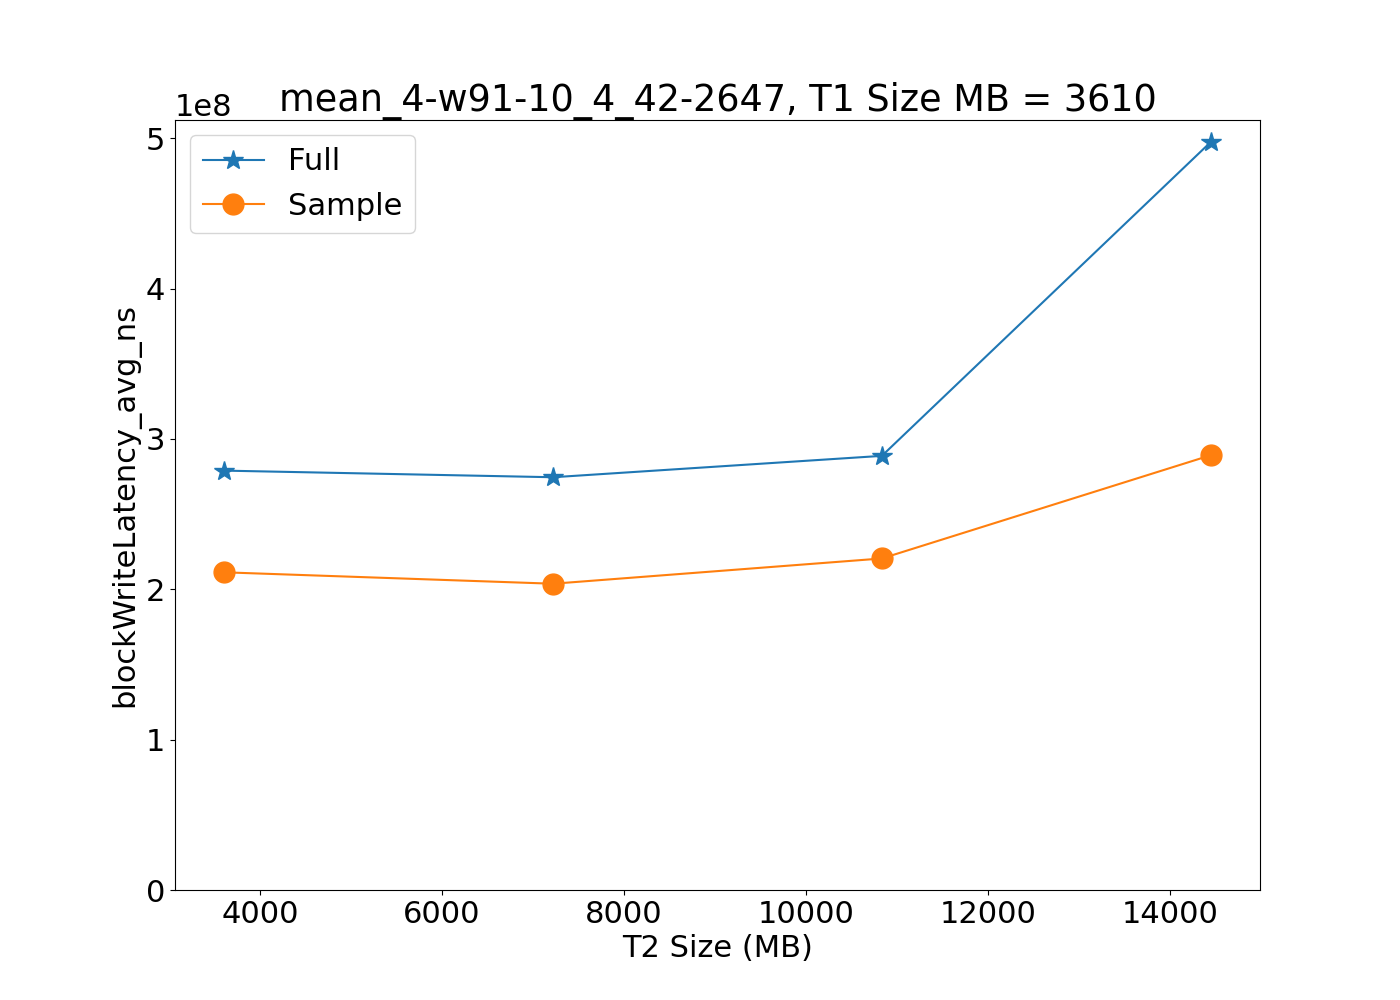 1e8
mean_4-w91-10_4_42-2647, T1 Size MB = 3610
Full
Sample
blockWriteLatency_avg_ns
5
4
3
2
1
0
4000 6000 8000 10000 12000 14000
T2 Size (MB)